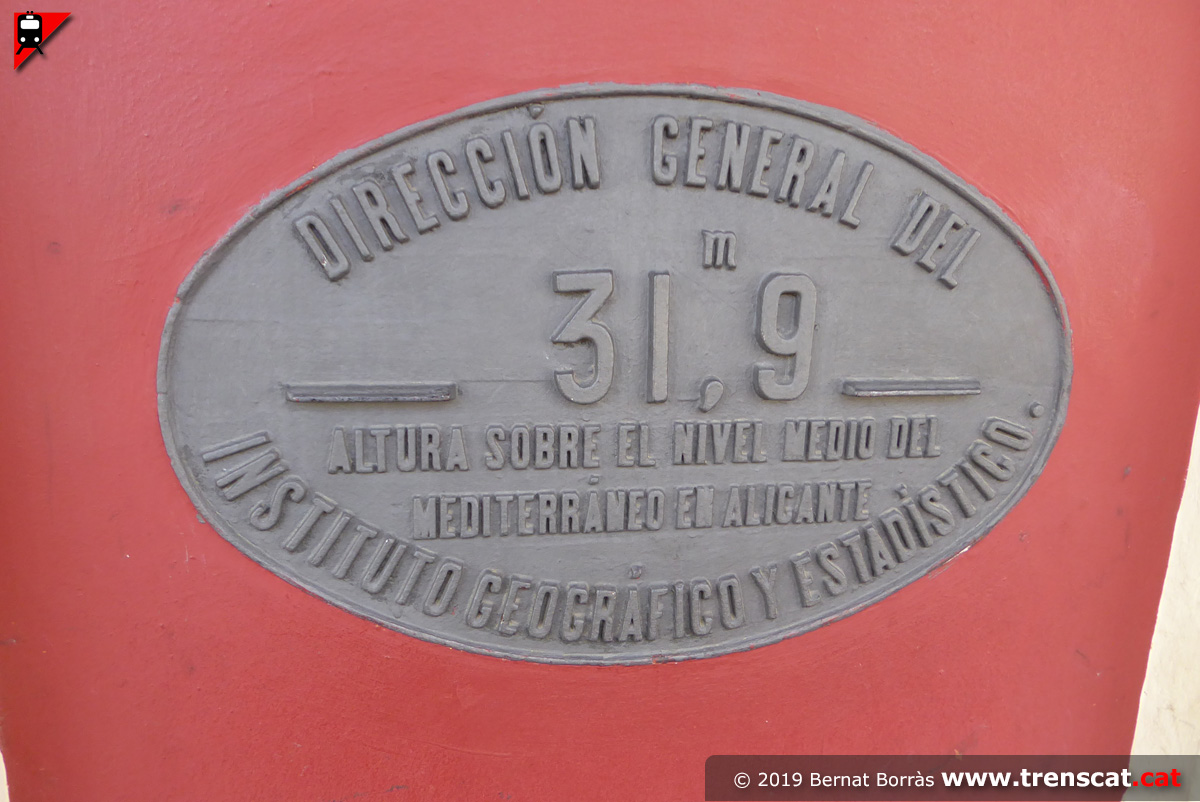 DIRECCIÓN GENERAL DEL
m
31,9
ALTURA SOBRE EL NIVEL MEDIO DEL
MEDITERRÁNEO EN ALICANTE
INSTITUTO GEOGRÁFICO Y ESTADÍSTICO.
© 2019 Bernat Borràs www.trenscat.cat